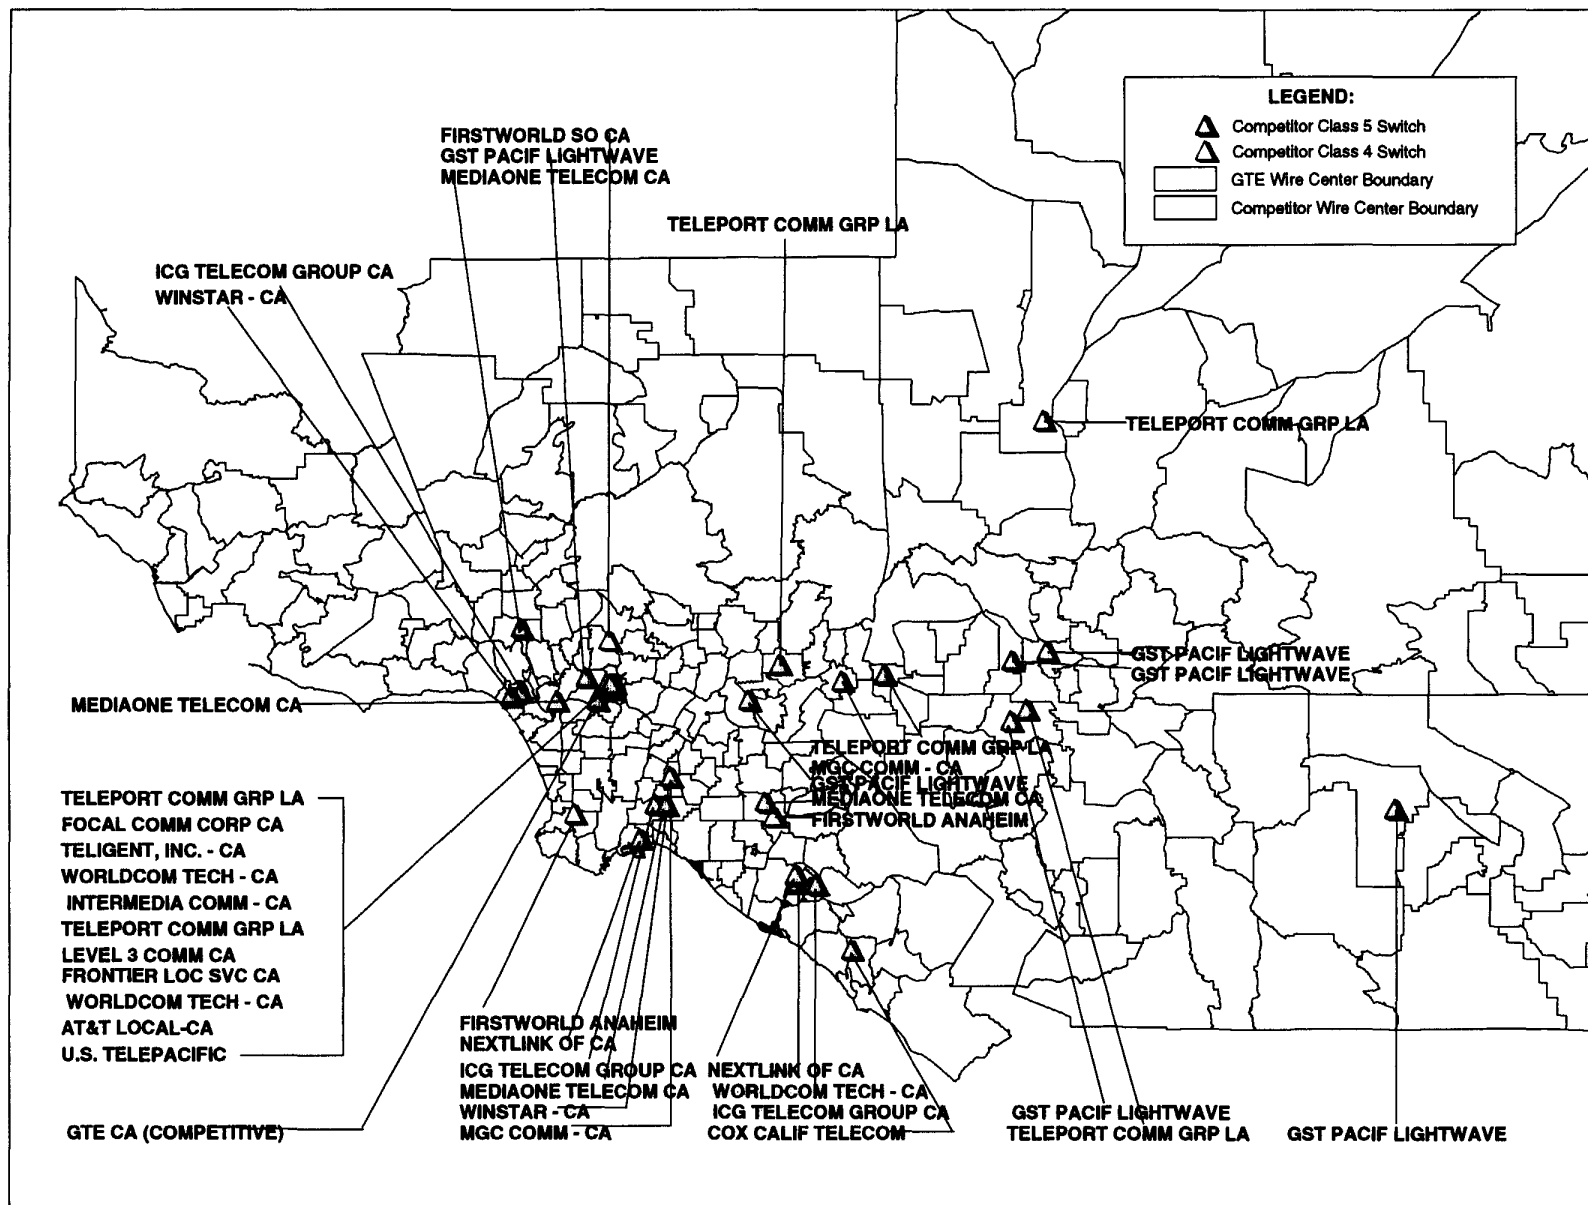 LEGEND:
Competitor Class 5 Switch
Competitor Class 4 Switch
GTE Wire Center Boundary
Competitor Wire Center Boundary
FIRSTWORLD SO CA
GST PACIF LIGHTWAVE
MEDIAONE TELECOM CA
TELEPORT COMM GRP LA
ICG TELECOM GROUP CA
WINSTAR - CA
TELEPORT COMM GRP LA
GST PACIF LIGHTWAVE
GST PACIF LIGHTWAVE
MEDIAONE TELECOM CA
TELEPORT COMM GRP LA
MGC COMM - CA
GST PACIF LIGHTWAVE
MEDIAONE TELECOM CA
FIRSTWORLD ANAHEIM
TELEPORT COMM GRP LA
FOCAL COMM CORP CA
TELIGENT, INC. - CA
WORLDCOM TECH - CA
INTERMEDIA COMM - CA
TELEPORT COMM GRP LA
LEVEL 3 COMM CA
FRONTIER LOC SVC CA
WORLDCOM TECH - CA
AT&T LOCAL-CA
U.S. TELEPACIFIC
GTE CA (COMPETITIVE)
FIRSTWORLD ANAHEIM
NEXTLINK OF CA
ICG TELECOM GROUP CA
MEDIAONE TELECOM CA
WINSTAR - CA
MGC COMM - CA
NEXTLINK OF CA
WORLDCOM TECH - CA
ICG TELECOM GROUP CA
COX CALIF TELECOM
GST PACIF LIGHTWAVE
TELEPORT COMM GRP LA
GST PACIF LIGHTWAVE